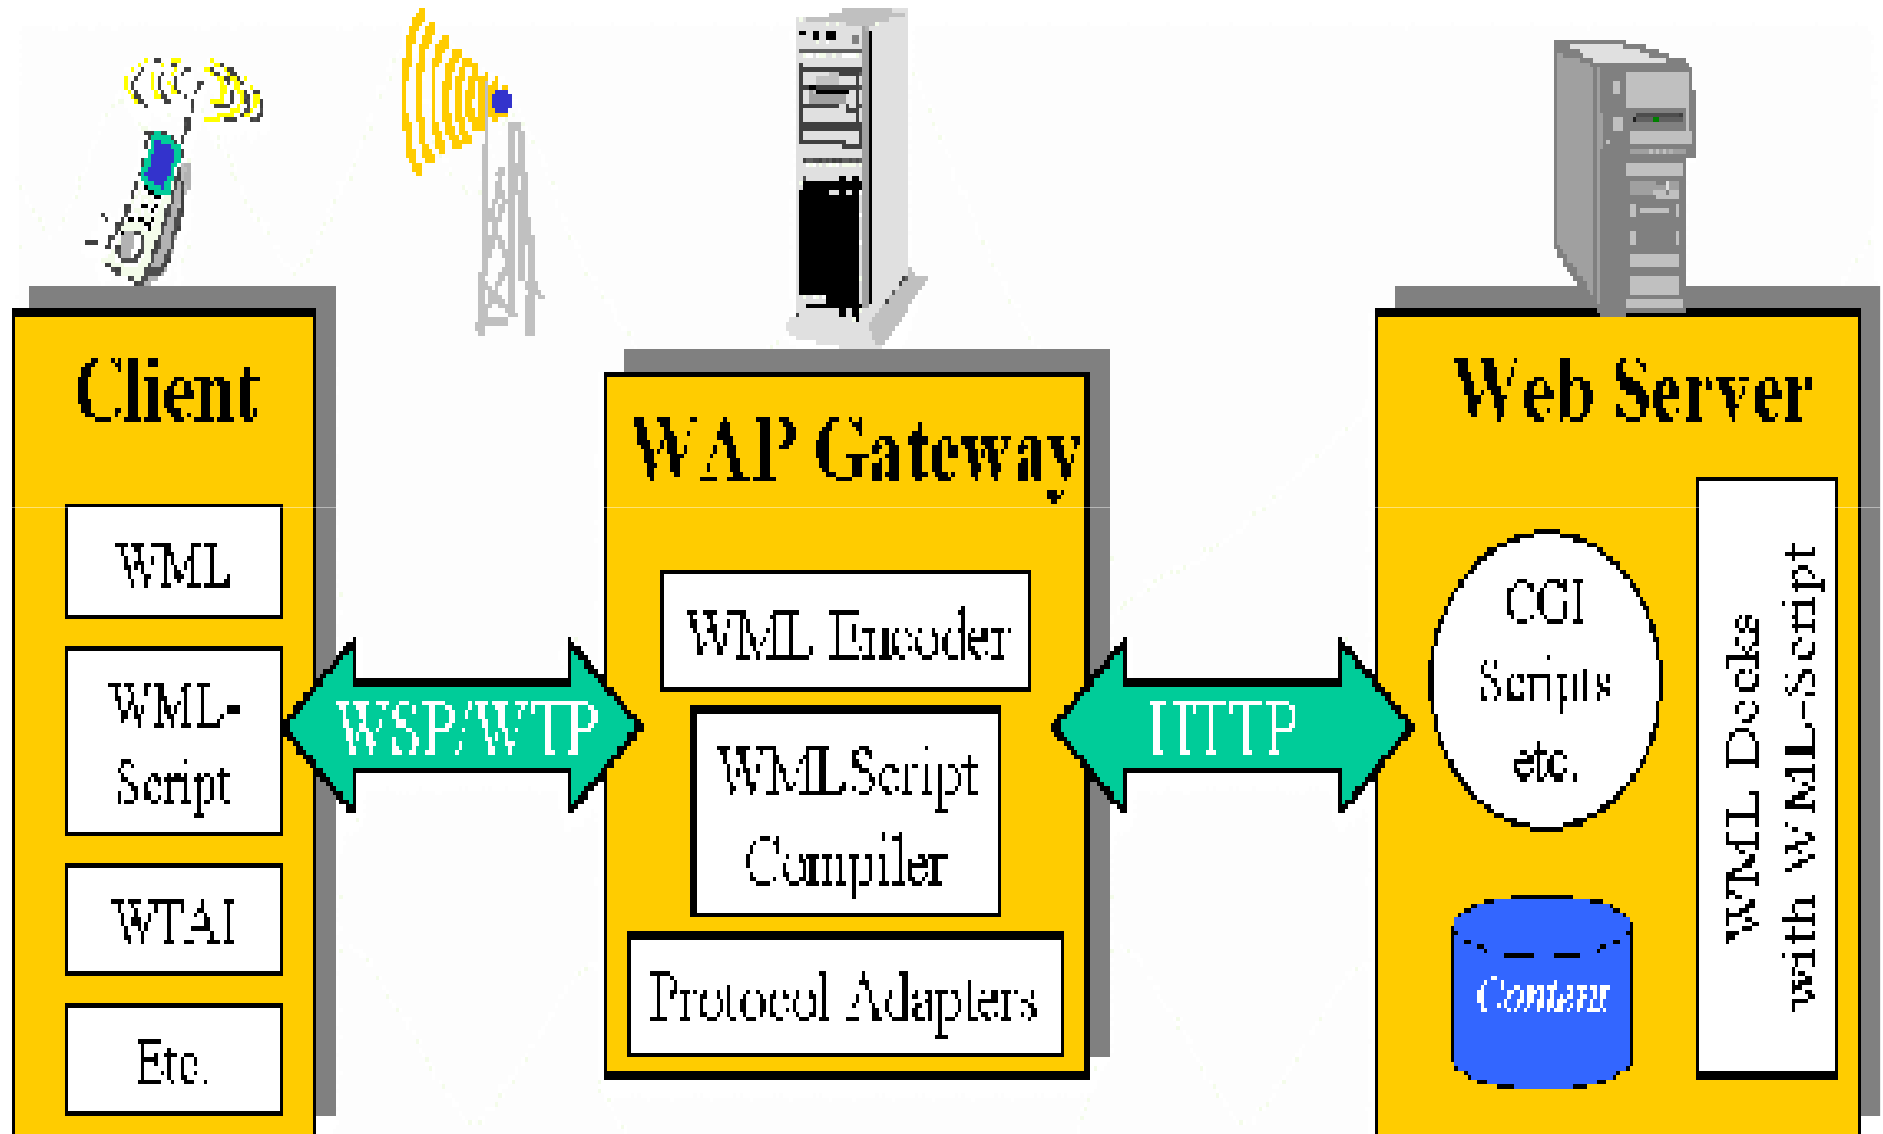 Client
WML
WML-
Script
WTAI
Etc.
WSP/WTP
WAP Gateway
WML Encoder
WMLScript
Compiler
Protocol Adapters
HTTP
Web Server
CGI
Scripts
etc.
Content
WML Decks
with WML-Script